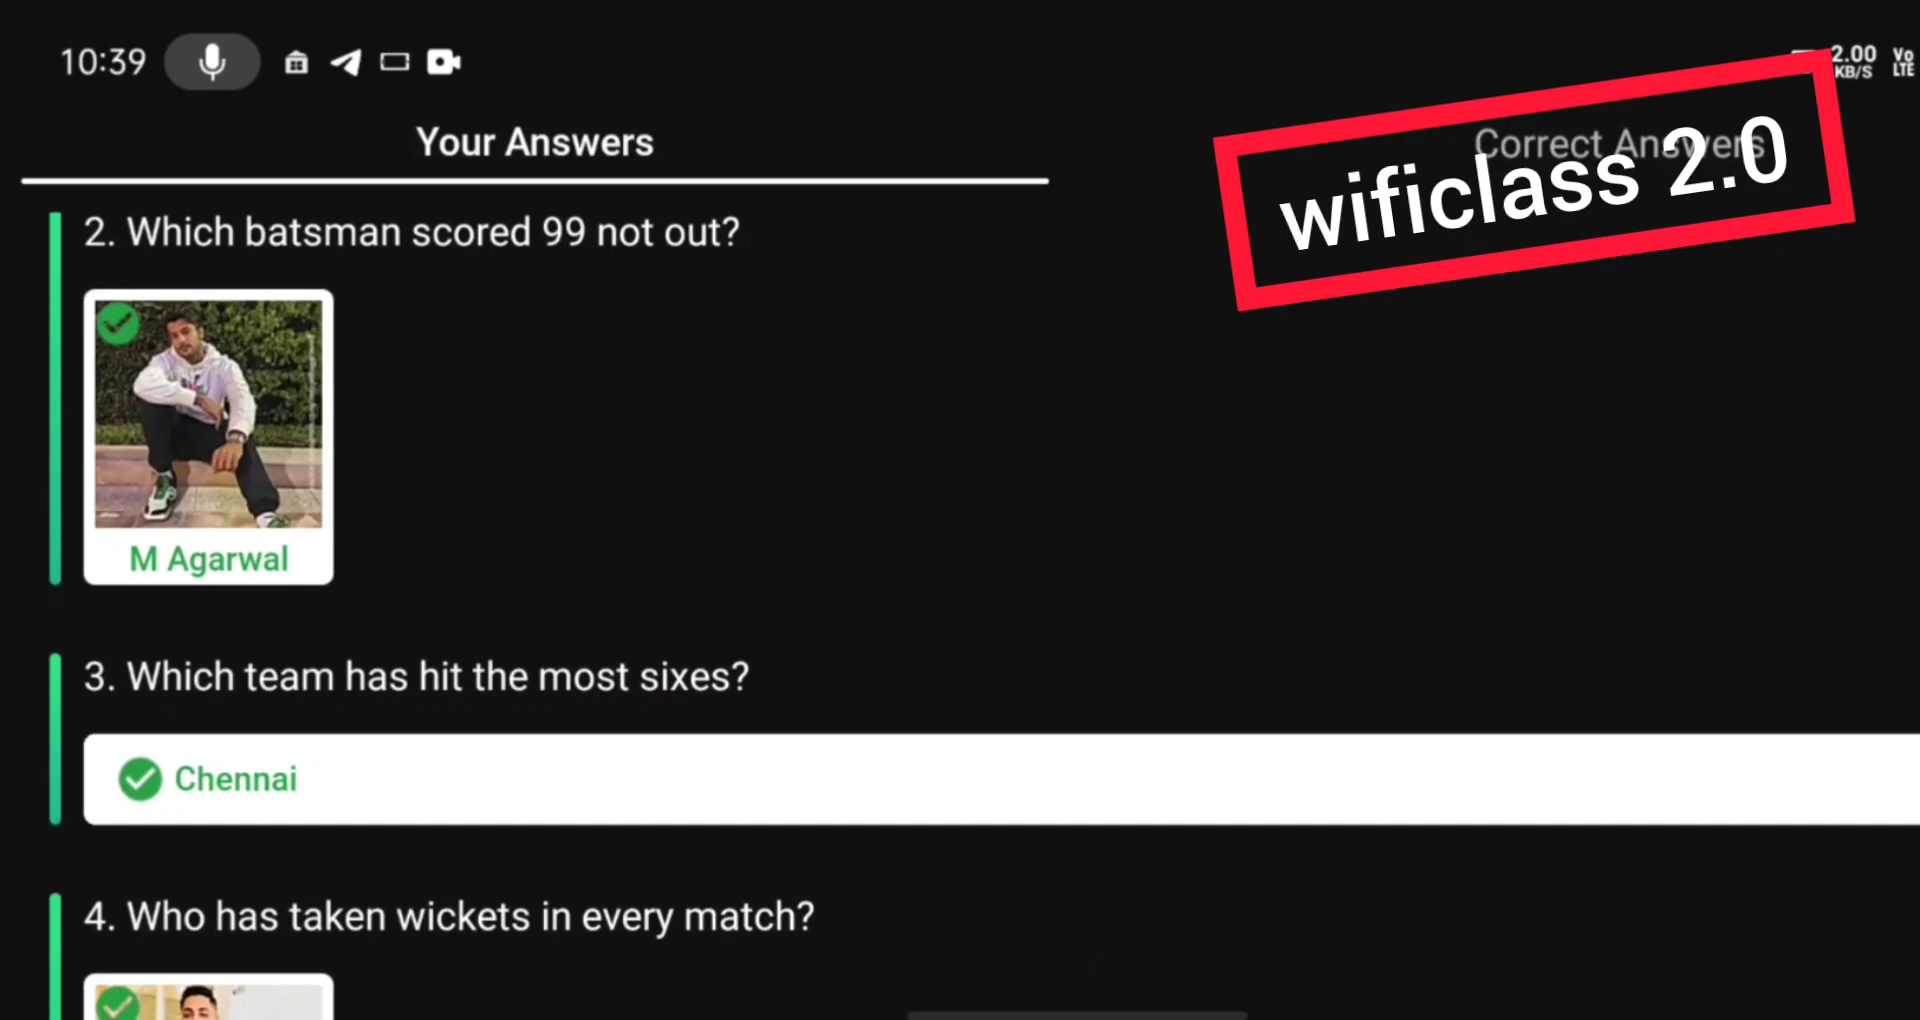 10:39
2.00
KB/S
Vo
LTE
Your Answers
Correct Answers
wificlass 2.0
2. Which batsman scored 99 not out?
M Agarwal
3. Which team has hit the most sixes?
Chennai
4. Who has taken wickets in every match?